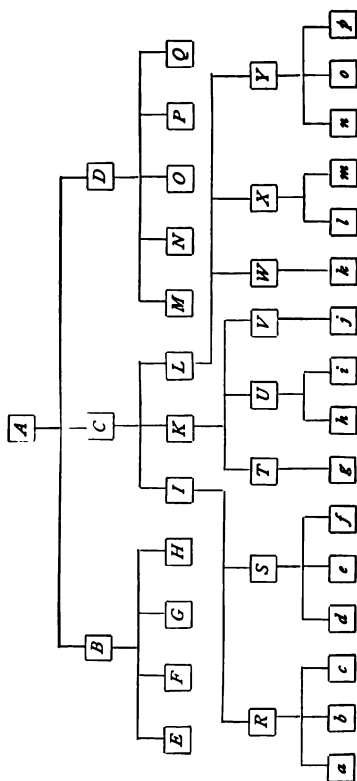 A
B C D
E F G H I K L M N O P Q
R S T U V W X Y
a b c d e f g h i j k l m n o p